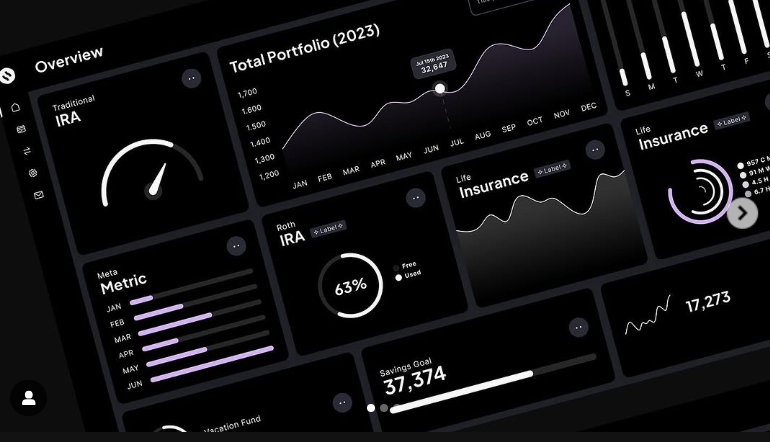 Overview
Traditional
IRA
Total Portfolio (2023)
Jul 15th 2023
32,647
1,700
1,600
1,500
1,400
1,300
1,200
JAN FEB MAR APR MAY JUN JUL AUG SEP OCT NOV DEC
S M T W T F
Meta
Metric
JAN
FEB
MAR
APR
MAY
JUN
Roth
IRA
Label
63%
Free
Used
Life
Insurance
Label
Life
Insurance
Label
957 C
91 M
4.5 H
6.7
Savings Goal
37,374
17,273
Vacation Fund